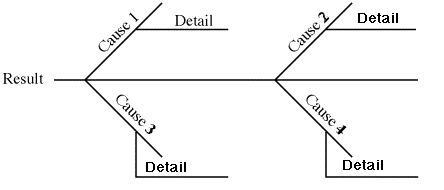 Cause 1
Detail
Cause 2
Detail
Result
Cause 3
Detail
Cause 4
Detail